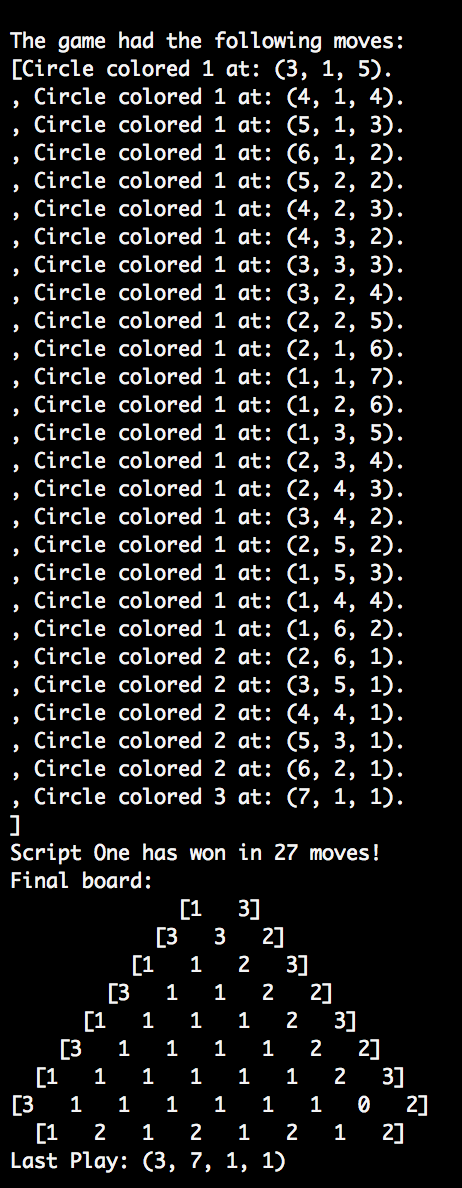 The game had the following moves:
[Circle colored 1 at: (3, 1, 5).
, Circle colored 1 at: (4, 1, 4).
, Circle colored 1 at: (5, 1, 3).
, Circle colored 1 at: (6, 1, 2).
, Circle colored 1 at: (5, 2, 2).
, Circle colored 1 at: (4, 2, 3).
, Circle colored 1 at: (4, 3, 2).
, Circle colored 1 at: (3, 3, 3).
, Circle colored 1 at: (3, 2, 4).
, Circle colored 1 at: (2, 2, 5).
, Circle colored 1 at: (2, 1, 6).
, Circle colored 1 at: (1, 1, 7).
, Circle colored 1 at: (1, 2, 6).
, Circle colored 1 at: (1, 3, 5).
, Circle colored 1 at: (2, 3, 4).
, Circle colored 1 at: (2, 4, 3).
, Circle colored 1 at: (3, 4, 2).
, Circle colored 1 at: (2, 5, 2).
, Circle colored 1 at: (1, 5, 3).
, Circle colored 1 at: (1, 4, 4).
, Circle colored 1 at: (1, 6, 2).
, Circle colored 2 at: (2, 6, 1).
, Circle colored 2 at: (3, 5, 1).
, Circle colored 2 at: (4, 4, 1).
, Circle colored 2 at: (5, 3, 1).
, Circle colored 2 at: (6, 2, 1).
, Circle colored 3 at: (7, 1, 1).
]
Script One has won in 27 moves!
Final board:
[1 3]
[3 3 2]
[1 1 2 3]
[3 1 1 2 2]
[1 1 1 1 2 3]
[3 1 1 1 1 2 2]
[1 1 1 1 1 1 2 3]
[3 1 1 1 1 1 1 0 2]
[1 2 1 2 1 2 1 2]
Last Play: (3, 7, 1, 1)